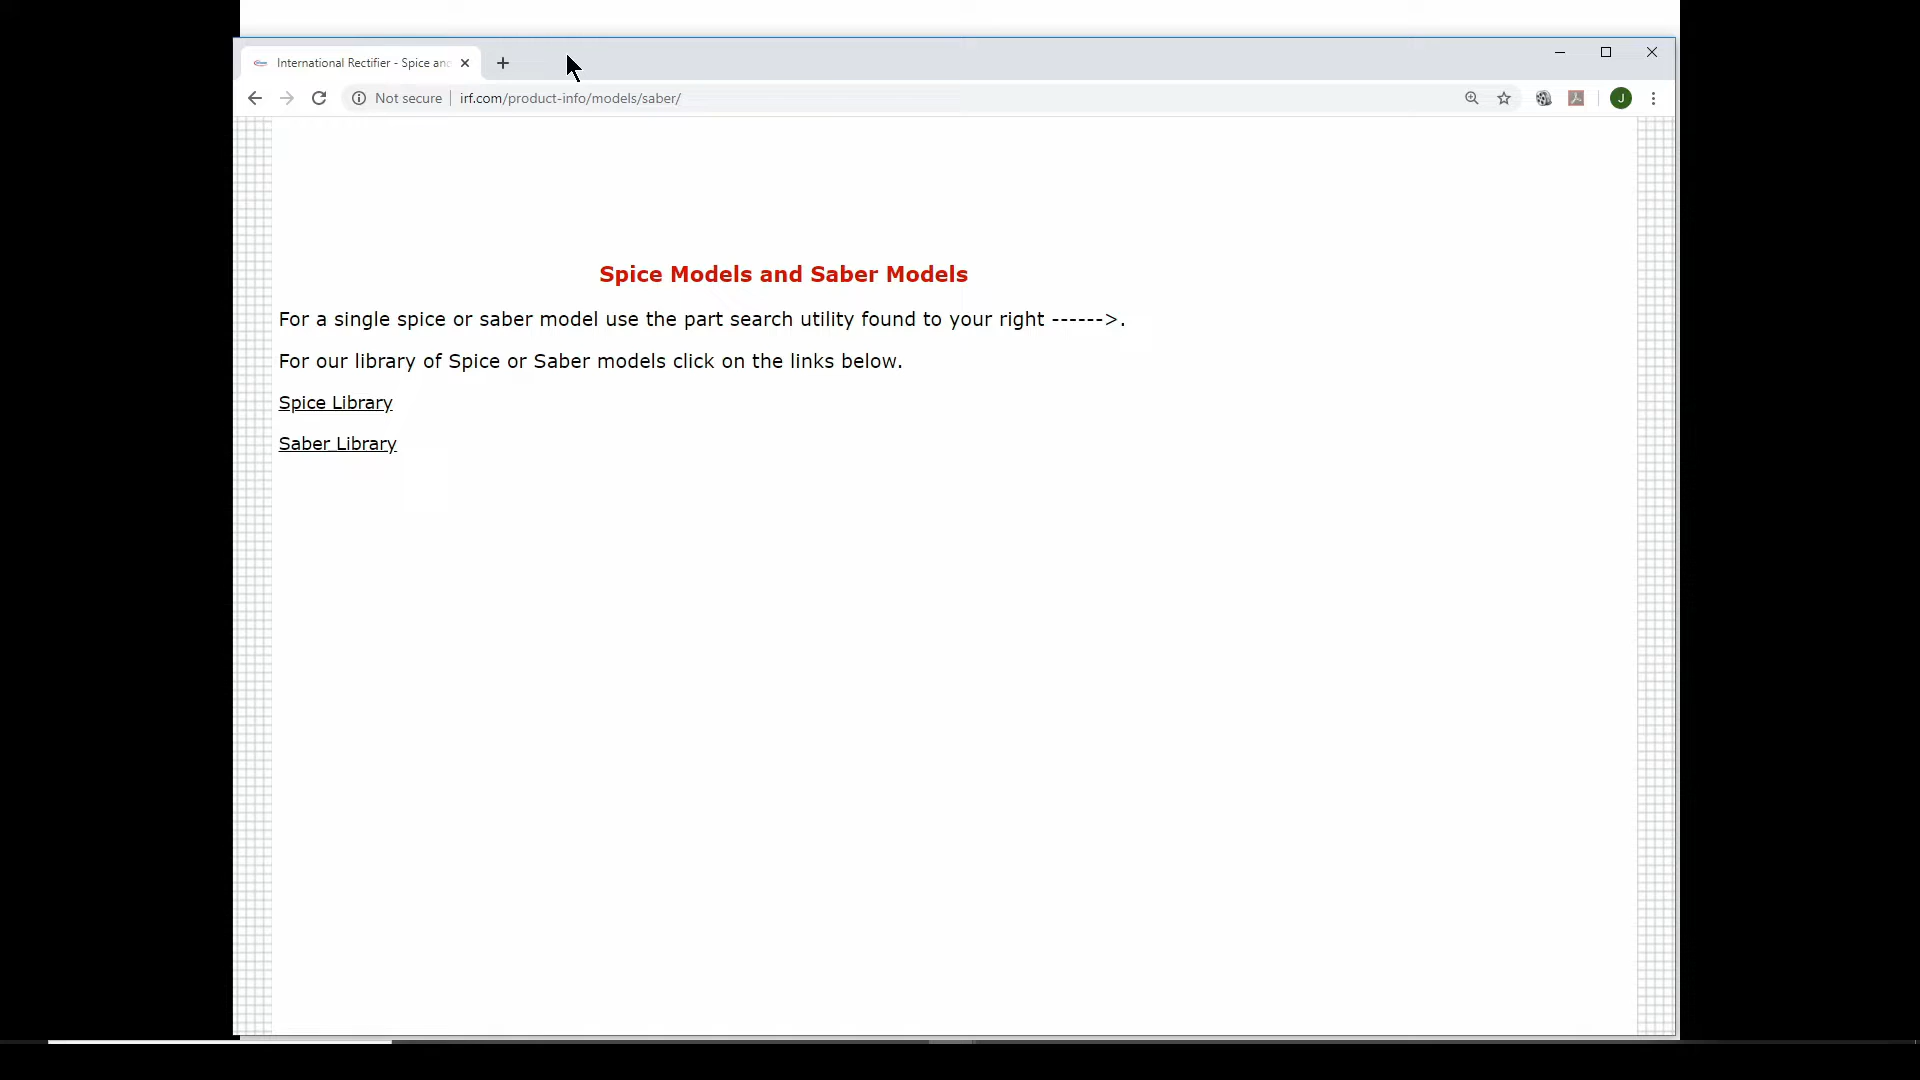 International Rectifier - Spice and
Not secure irf.com/product-info/models/saber/
J
Spice Models and Saber Models
For a single spice or saber model use the part search utility found to your right ------>.
For our library of Spice or Saber models click on the links below.
Spice Library
Saber Library